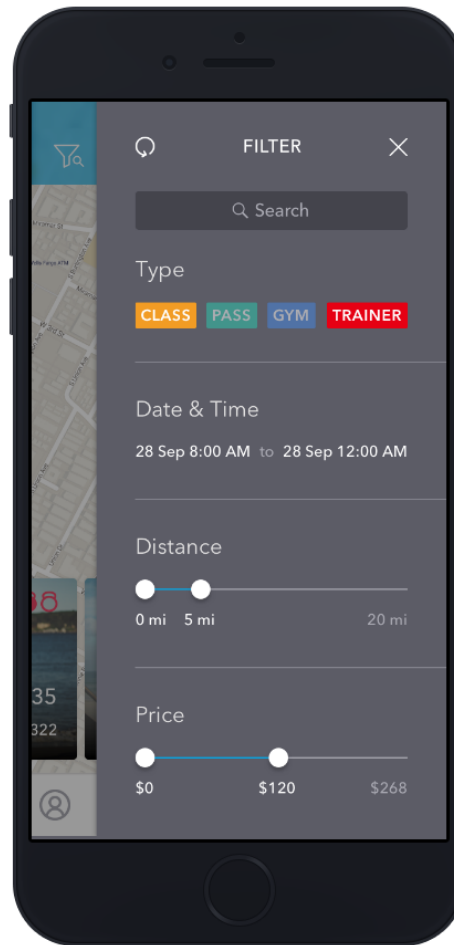 FILTER
Search
Type
CLASS PASS GYM TRAINER
Date & Time
28 Sep 8:00 AM to 28 Sep 12:00 AM
Distance
0 mi 5 mi 20 mi
35
322
Price
$0 $120 $268